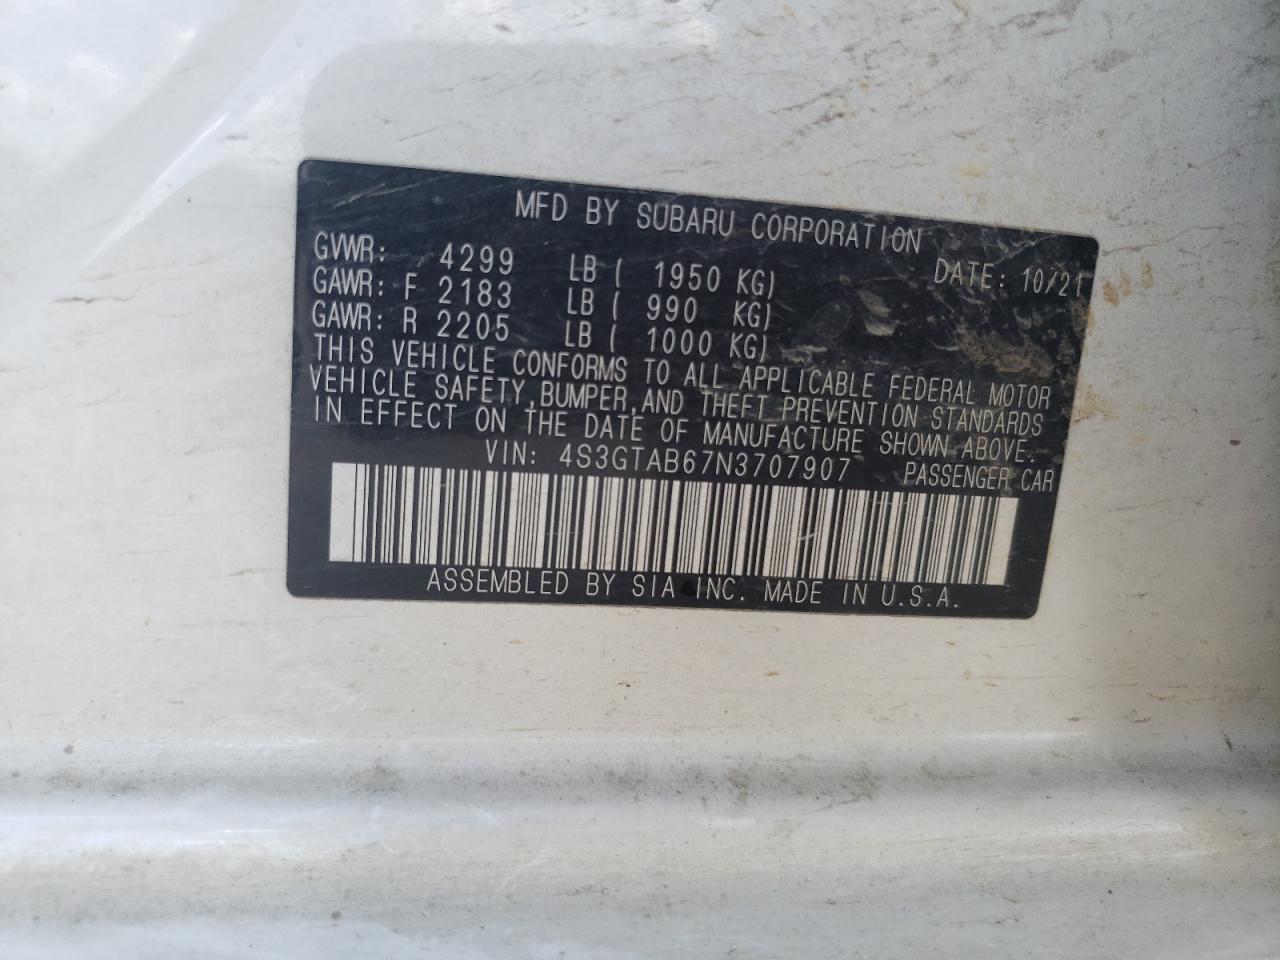 MFD BY SUBARU CORPORATION
GVWR: 4299 LB ( 1950 KG) DATE: 10/21
GAWR: F 2183 LB ( 990 KG)
GAWR: R 2205 LB ( 1000 KG)
THIS VEHICLE CONFORMS TO ALL APPLICABLE FEDERAL MOTOR
VEHICLE SAFETY, BUMPER, AND THEFT PREVENTION STANDARDS
IN EFFECT ON THE DATE OF MANUFACTURE SHOWN ABOVE.
VIN: 4S3GTAB67N3707907 PASSENGER CAR
ASSEMBLED BY SIA INC. MADE IN U.S.A.